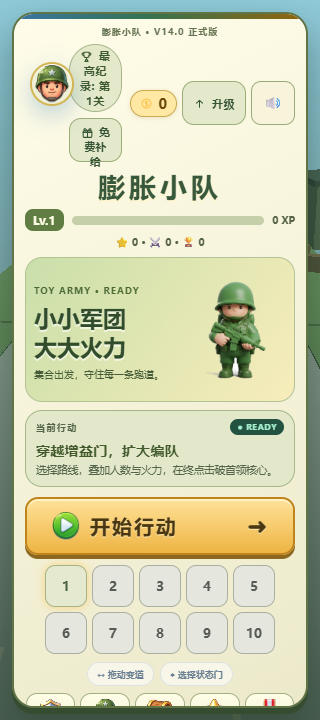 膨胀小队 • V14.0 正式版
最
高纪
录: 第
1关
免
费补
给
0
↑ 升级
膨胀小队
Lv.1
0 XP
0 • 0 • 0
TOY ARMY • READY
小小军团
大大火力
集合出发，守住每一条跑道。
当前行动
● READY
穿越增益门，扩大编队
选择路线，叠加人数与火力，在终点击破首领核心。
开始行动 ➜
1 2 3 4 5
6 7 8 9 10
↔ 拖动变道
⌖ 选择状态门